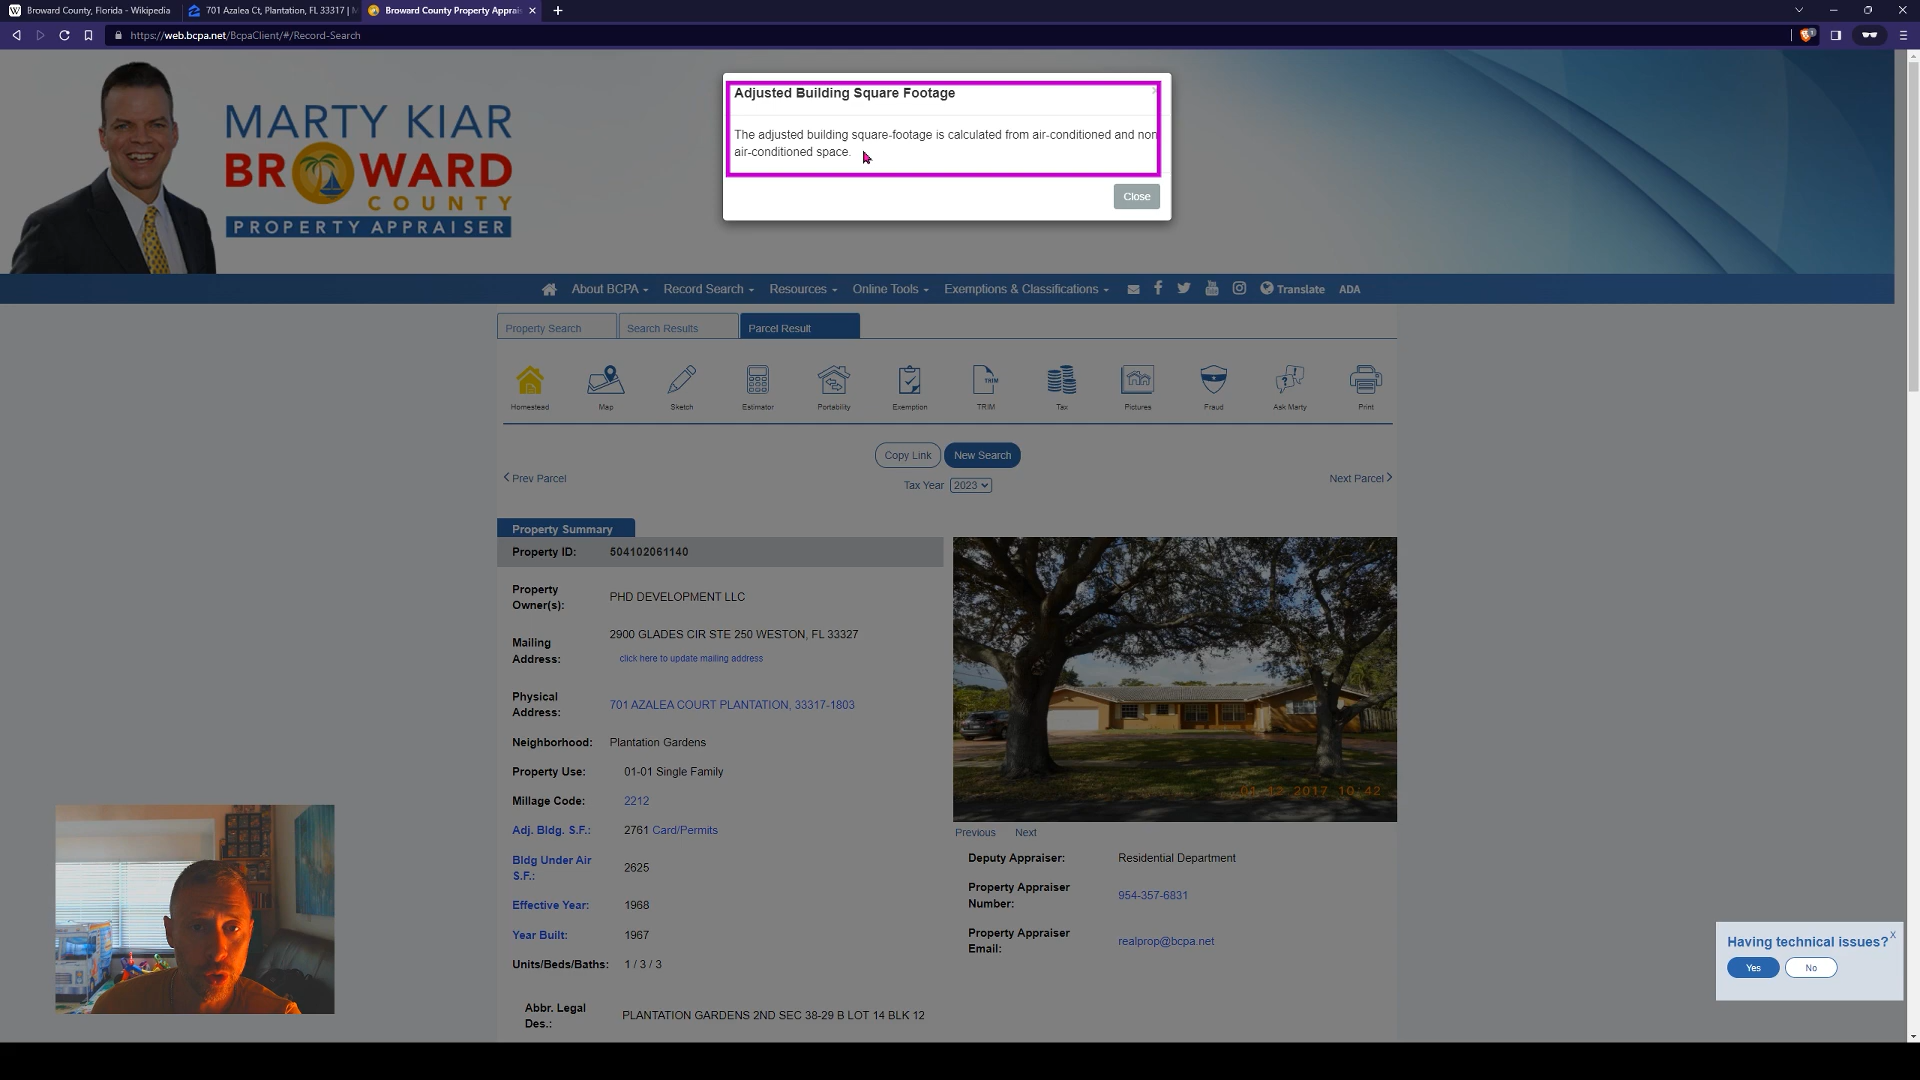 Broward County, Florida - Wikipedia
701 Azalea Ct, Plantation, FL 33317 |
Broward County Property Apprai
https://web.bcpa.net/BcpaClient/#/Record-Search
MARTY KIAR
BROWARD
COUNTY
PROPERTY APPRAISER
Adjusted Building Square Footage
The adjusted building square-footage is calculated from air-conditioned and non
air-conditioned space.
Close
About BCPA
Record Search
Resources
Online Tools
Exemptions & Classifications
Translate
ADA
Property Search
Search Results
Parcel Result
TRIM
Homestead
Map
Sketch
Estimator
Portability
Exemption
TRIM
Tax
Pictures
Fraud
Ask Marty
Print
Copy Link
New Search
Prev Parcel
Tax Year 2023
Next Parcel
Property Summary
Property ID: 504102061140
Property
Owner(s): PHD DEVELOPMENT LLC
Mailing
Address: 2900 GLADES CIR STE 250 WESTON, FL 33327
click here to update mailing address
Physical
Address: 701 AZALEA COURT PLANTATION, 33317-1803
Neighborhood: Plantation Gardens
Property Use: 01-01 Single Family
Millage Code: 2212
Adj. Bldg. S.F.: 2761 Card/Permits
Bldg Under Air
S.F.: 2625
Effective Year: 1968
Year Built: 1967
Units/Beds/Baths: 1 / 3 / 3
Abbr. Legal
Des.: PLANTATION GARDENS 2ND SEC 38-29 B LOT 14 BLK 12
01 12 2017 10:42
Previous
Next
Deputy Appraiser: Residential Department
Property Appraiser
Number: 954-357-6831
Property Appraiser
Email: realprop@bcpa.net
Having technical issues?
X
Yes
No